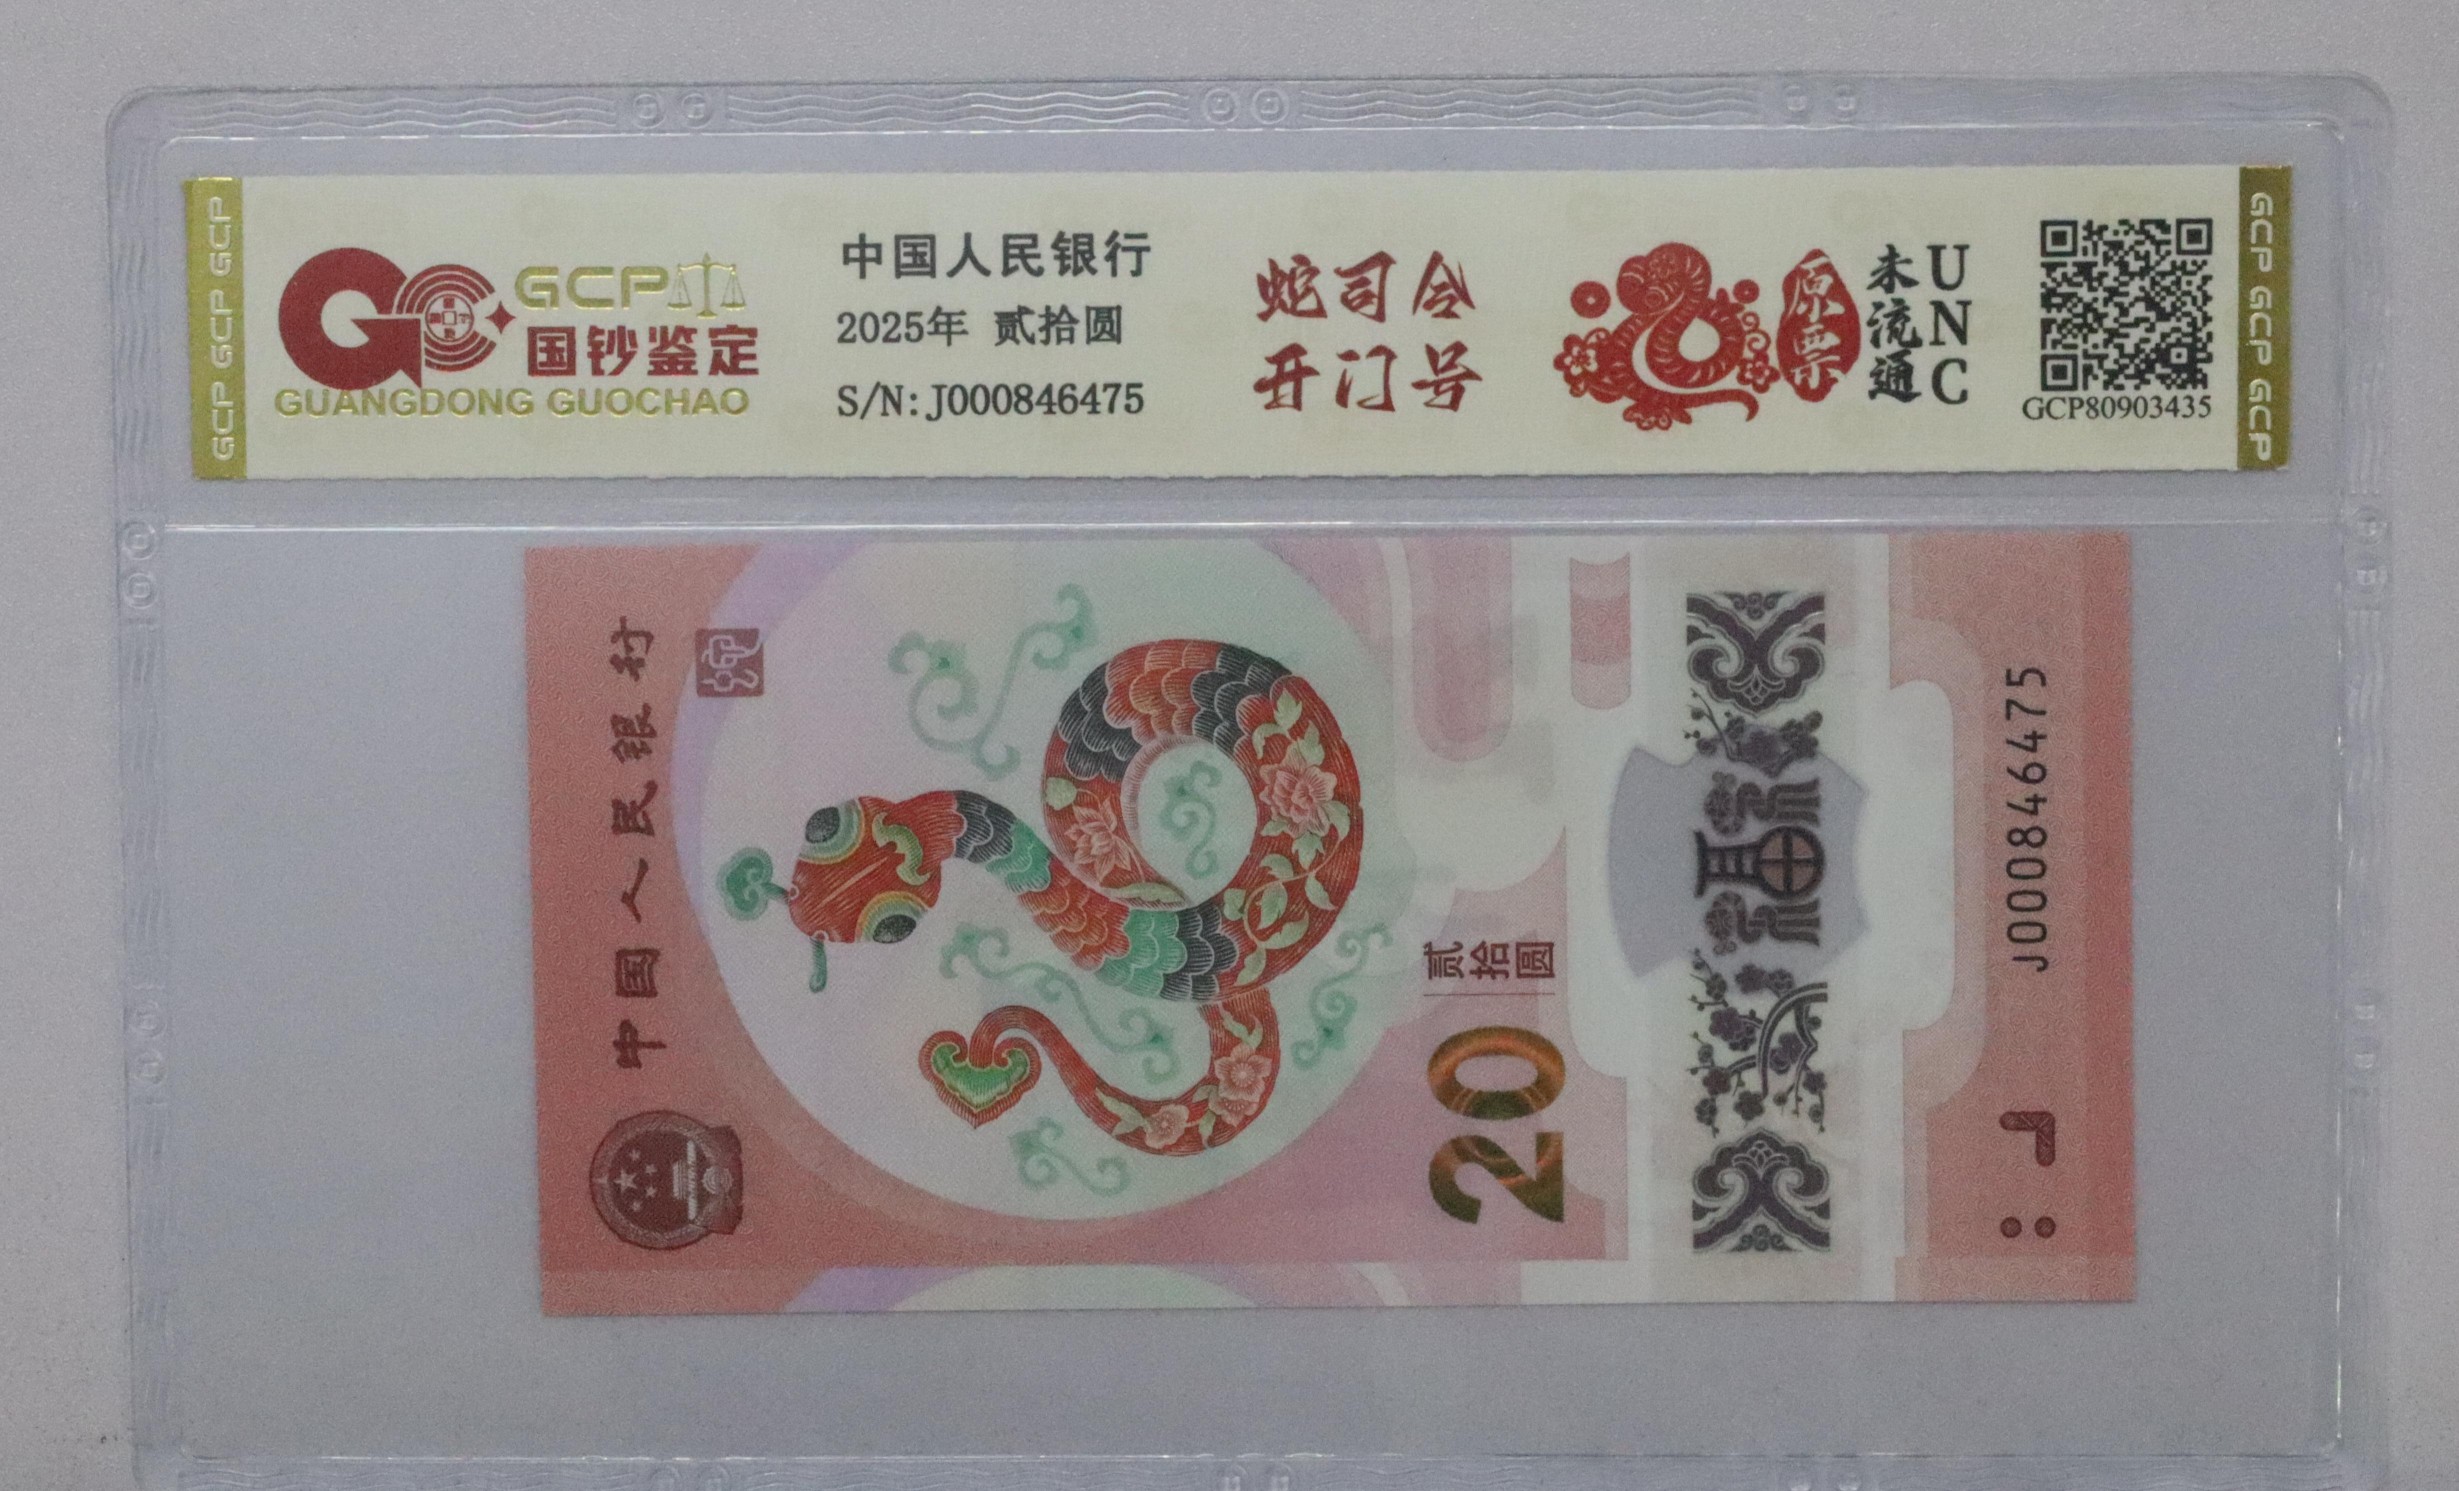 GCP GCP GCP
GCP
国钞鉴定
GUANGDONG GUOCHAO
中国人民银行
2025年 贰拾圆
S/N: J000846475
蛇司令
开门号
原票
未流通
UNC
GCP80903435
GCP GCP GCP
中国人民银行
贰拾圆
20
福
J000846475